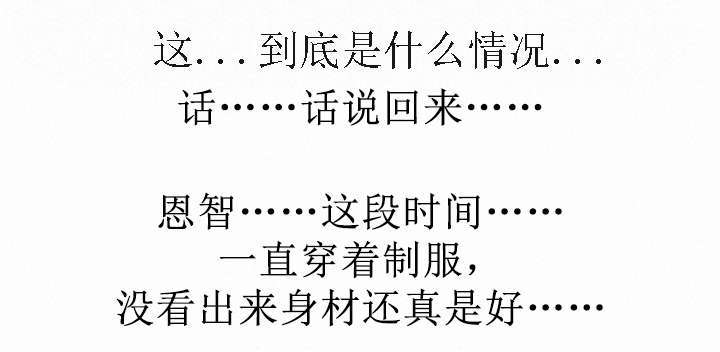 这...到底是什么情况...
话……话说回来……
恩智……这段时间……
一直穿着制服，
没看出来身材还真是好……